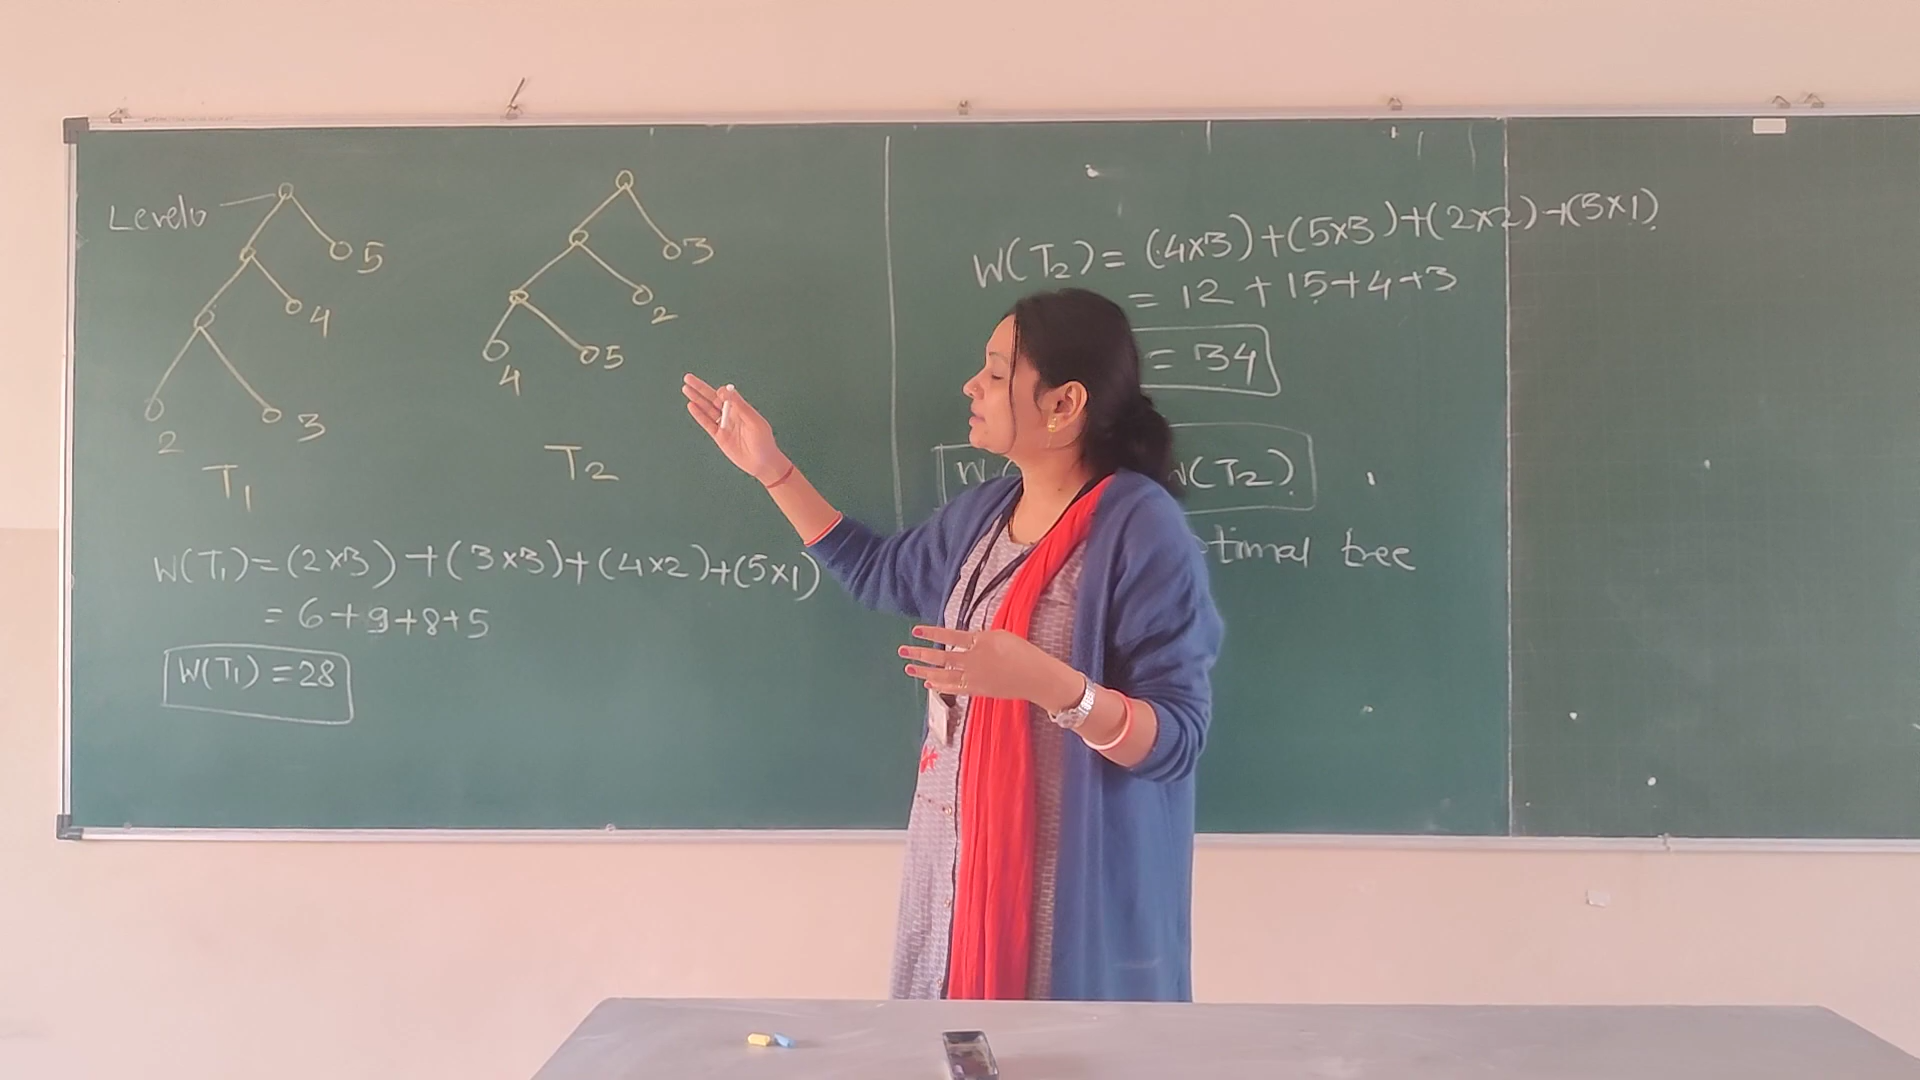 Level 0
5
4
2
3
T1
3
2
4
5
T2
W(T1) = (2×3) + (3×3) + (4×2) + (5×1)
= 6 + 9 + 8 + 5
W(T1) = 28
W(T2) = (4×3) + (5×3) + (2×2) + (3×1)
= 12 + 15 + 4 + 3
= 34
W( W(T2)
tree